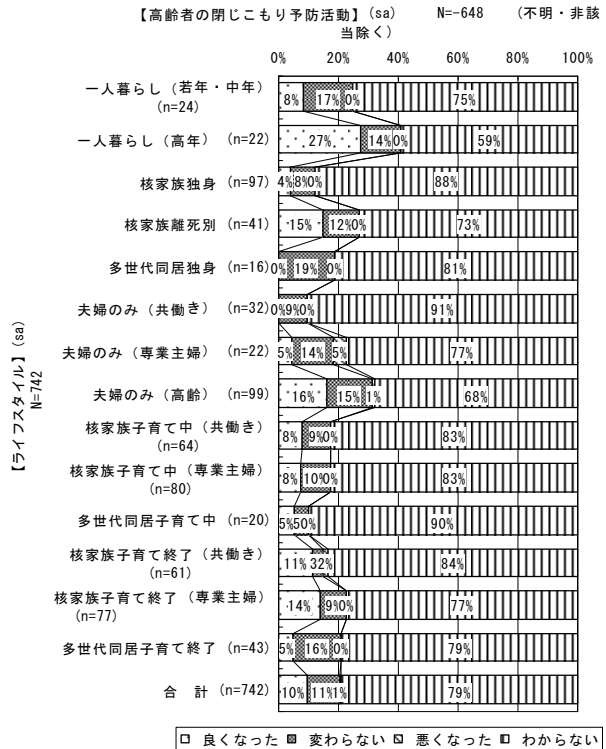 【高齢者の閉じこもり予防活動】(sa) N=-648 (不明・非該
当除く)
0% 20% 40% 60% 80% 100%
【ライフスタイル】(sa)
N=742
一人暮らし(若年・中年)
(n=24)
8% 17% 0% 75%
一人暮らし(高年) (n=22)
27% 14% 0% 59%
核家族独身 (n=97)
4% 8% 0% 88%
核家族離死別 (n=41)
15% 12% 0% 73%
多世代同居独身 (n=16)
0% 19% 0% 81%
夫婦のみ(共働き) (n=32)
0% 9% 0% 91%
夫婦のみ(専業主婦) (n=22)
5% 14% 5% 77%
夫婦のみ(高齢) (n=99)
16% 15% 1% 68%
核家族子育て中(共働き)
(n=64)
8% 9% 0% 83%
核家族子育て中(専業主婦)
(n=80)
8% 10% 0% 83%
多世代同居子育て中 (n=20)
5% 5 0% 90%
核家族子育て終了(共働き)
(n=61)
11% 3 2% 84%
核家族子育て終了(専業主婦)
(n=77)
14% 9% 0% 77%
多世代同居子育て終了 (n=43)
5% 16% 0% 79%
合 計 (n=742)
10% 11% 1% 79%
良くなった 変わらない 悪くなった わからない